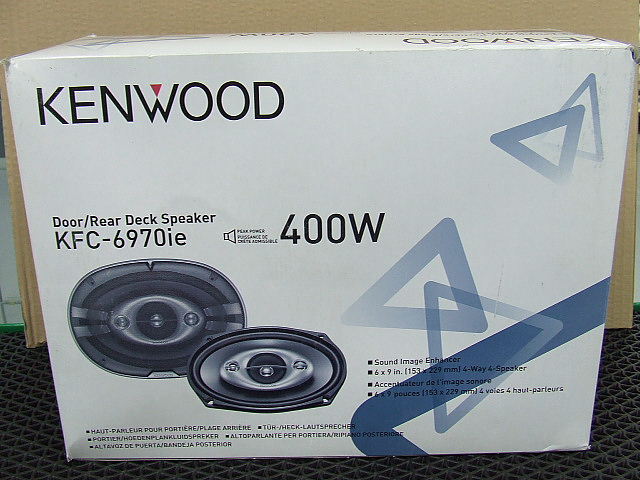 KENWOOD
KENWOOD
Door/Rear Deck Speaker
KFC-6970ie
PEAK POWER
PUISSANCE DE
CRÊTE ADMISSIBLE
400W
■ Sound Image Enhancer
■ 6 x 9 in. (153 x 229 mm) 4-Way 4-Speaker
■ Accentuateur de l'image sonore
■ 6 x 9 pouces (153 x 229 mm) 4 voies 4 haut-parleurs
■ HAUT-PARLEUR POUR PORTIÈRE/PLAGE ARRIÈRE ■ TÜR-/HECK-LAUTSPRECHER
■ PORTIER/HOEDENPLANKLUIDSPREKER ■ ALTOPARLANTE PER PORTIERA/RIPIANO POSTERIORE
■ ALTAVOZ DE PUERTA/BANDEJA POSTERIOR